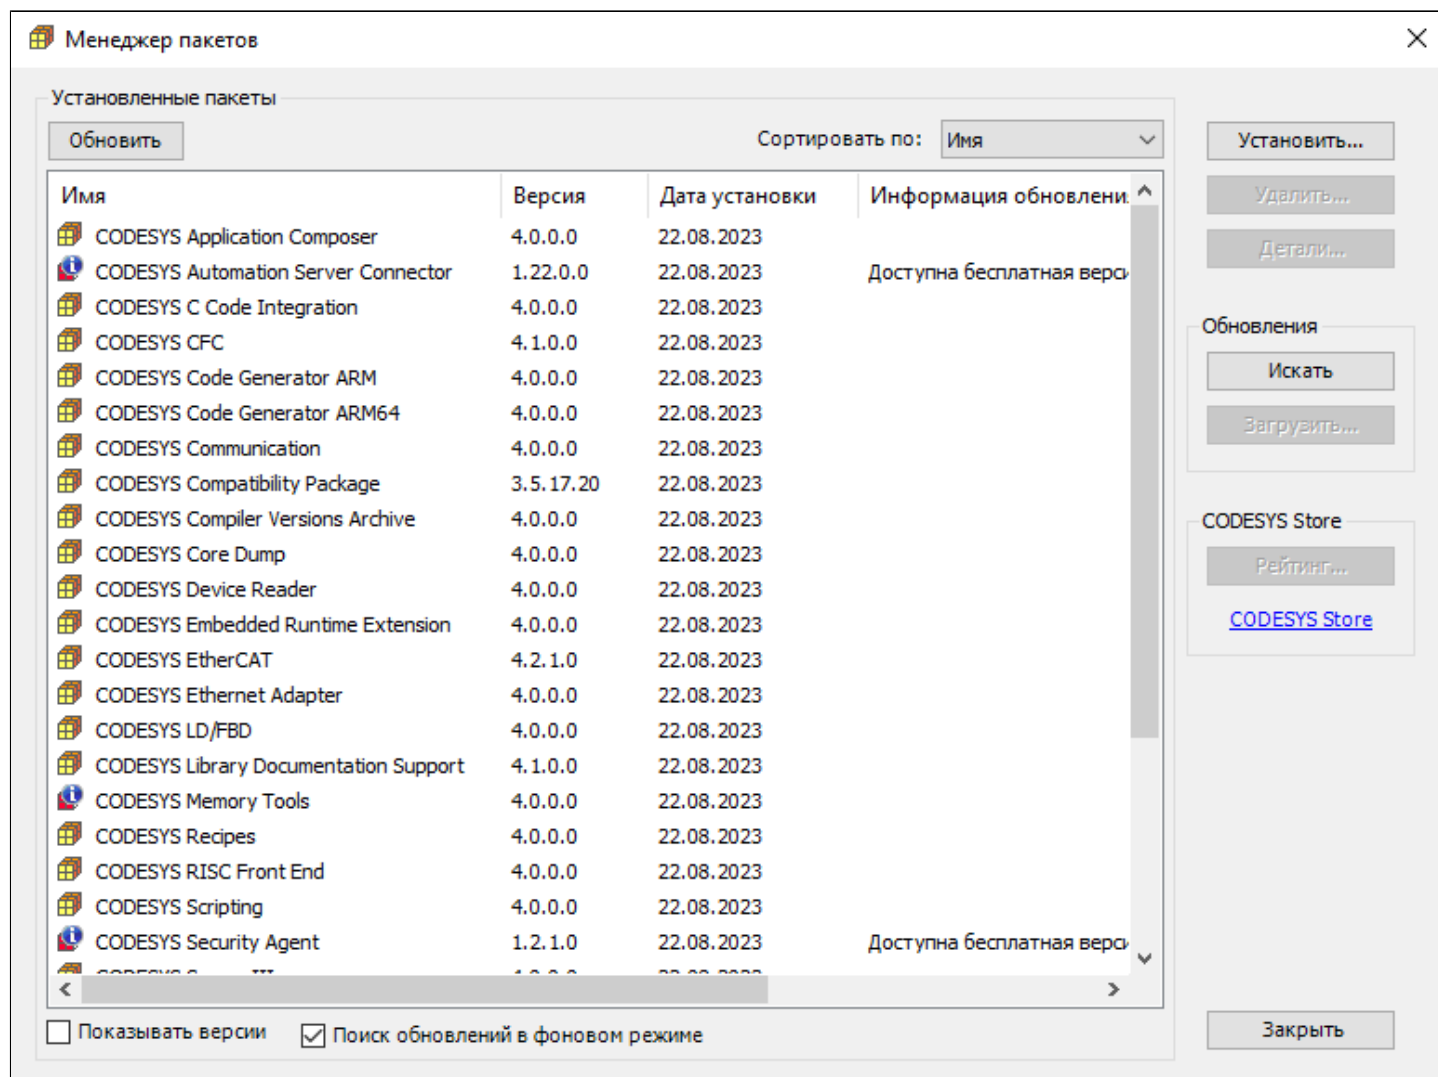 Менеджер пакетов
Установленные пакеты
Обновить
Сортировать по: Имя
Имя Версия Дата установки Информация обновлени
CODESYS Application Composer 4.0.0.0 22.08.2023
CODESYS Automation Server Connector 1.22.0.0 22.08.2023 Доступна бесплатная верси
CODESYS C Code Integration 4.0.0.0 22.08.2023
CODESYS CFC 4.1.0.0 22.08.2023
CODESYS Code Generator ARM 4.0.0.0 22.08.2023
CODESYS Code Generator ARM64 4.0.0.0 22.08.2023
CODESYS Communication 4.0.0.0 22.08.2023
CODESYS Compatibility Package 3.5.17.20 22.08.2023
CODESYS Compiler Versions Archive 4.0.0.0 22.08.2023
CODESYS Core Dump 4.0.0.0 22.08.2023
CODESYS Device Reader 4.0.0.0 22.08.2023
CODESYS Embedded Runtime Extension 4.0.0.0 22.08.2023
CODESYS EtherCAT 4.2.1.0 22.08.2023
CODESYS Ethernet Adapter 4.0.0.0 22.08.2023
CODESYS LD/FBD 4.0.0.0 22.08.2023
CODESYS Library Documentation Support 4.1.0.0 22.08.2023
CODESYS Memory Tools 4.0.0.0 22.08.2023
CODESYS Recipes 4.0.0.0 22.08.2023
CODESYS RISC Front End 4.0.0.0 22.08.2023
CODESYS Scripting 4.0.0.0 22.08.2023
CODESYS Security Agent 1.2.1.0 22.08.2023 Доступна бесплатная верси
Показывать версии
Поиск обновлений в фоновом режиме
Установить...
Удалить...
Детали...
Обновления
Искать
Загрузить...
CODESYS Store
Рейтинг...
CODESYS Store
Закрыть